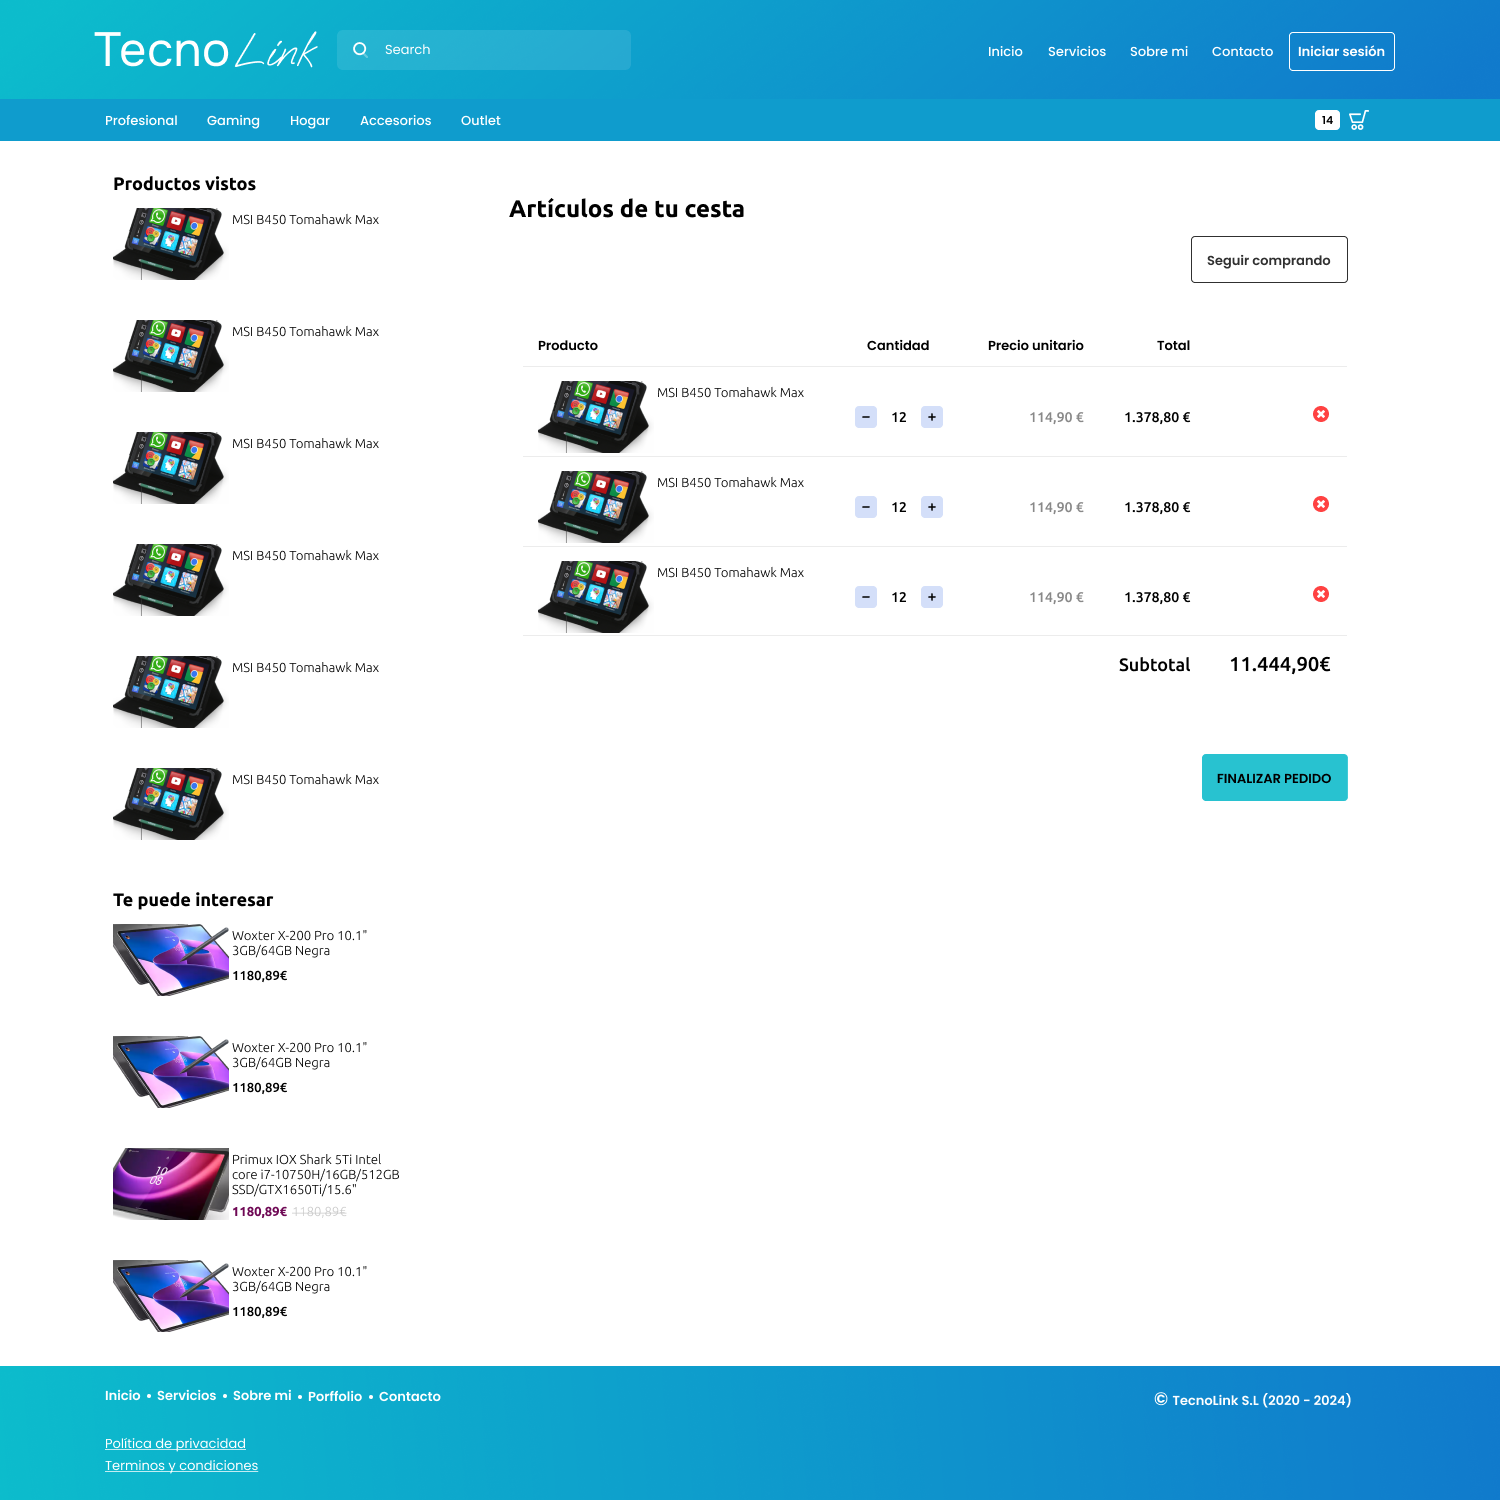 Tecno Link
Search
Inicio
Servicios
Sobre mi
Contacto
Iniciar sesión
Profesional
Gaming
Hogar
Accesorios
Outlet
14
Productos vistos
MSI B450 Tomahawk Max
MSI B450 Tomahawk Max
MSI B450 Tomahawk Max
MSI B450 Tomahawk Max
MSI B450 Tomahawk Max
MSI B450 Tomahawk Max
Te puede interesar
Woxter X-200 Pro 10.1"
3GB/64GB Negra
1180,89€
Woxter X-200 Pro 10.1"
3GB/64GB Negra
1180,89€
10
08
Primux IOX Shark 5Ti Intel
core i7-10750H/16GB/512GB
SSD/GTX1650Ti/15.6"
1180,89€ 1180,89€
Woxter X-200 Pro 10.1"
3GB/64GB Negra
1180,89€
Artículos de tu cesta
Seguir comprando
Producto
Cantidad
Precio unitario
Total
MSI B450 Tomahawk Max
− 12 +
114,90 €
1.378,80 €
MSI B450 Tomahawk Max
− 12 +
114,90 €
1.378,80 €
MSI B450 Tomahawk Max
− 12 +
114,90 €
1.378,80 €
Subtotal
11.444,90€
FINALIZAR PEDIDO
Inicio • Servicios • Sobre mi • Porffolio • Contacto
© TecnoLink S.L (2020 - 2024)
Política de privacidad
Terminos y condiciones